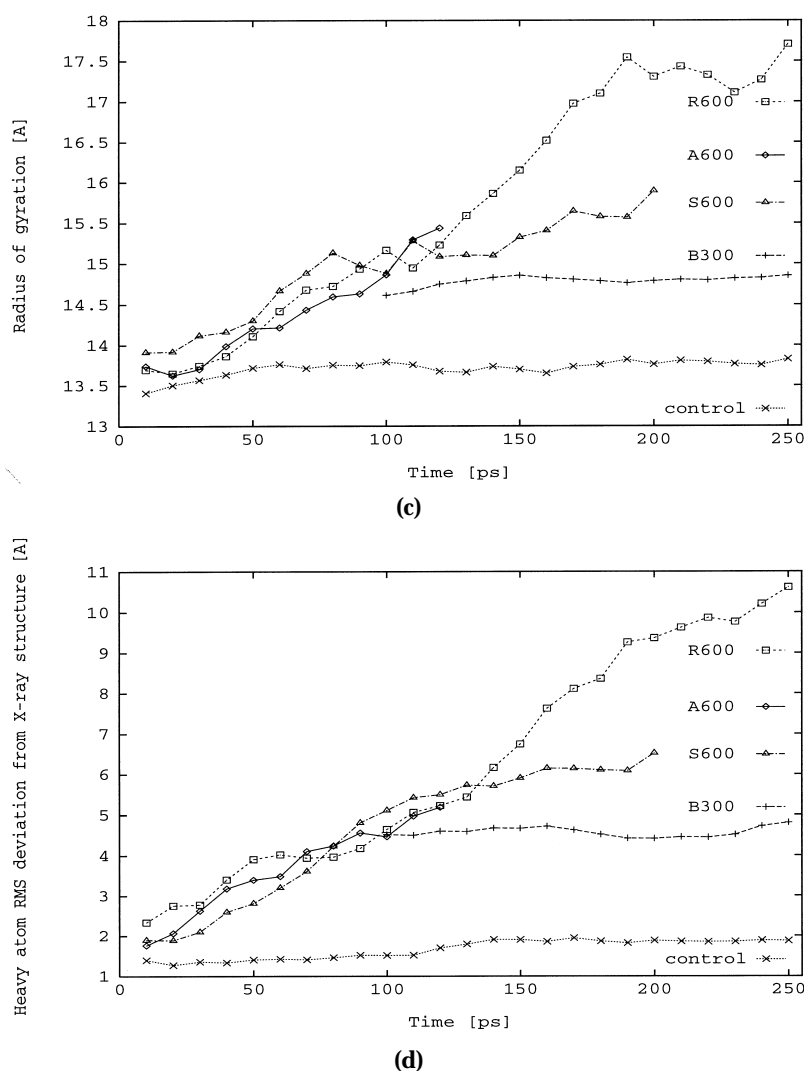 Radius of gyration [A]
18
17.5
17
16.5
16
15.5
15
14.5
14
13.5
13
R600
A600
S600
B300
control
0 50 100 150 200 250
Time [ps]
(c)
Heavy atom RMS deviation from X-ray structure [A]
11
10
9
8
7
6
5
4
3
2
1
R600
A600
S600
B300
control
0 50 100 150 200 250
Time [ps]
(d)